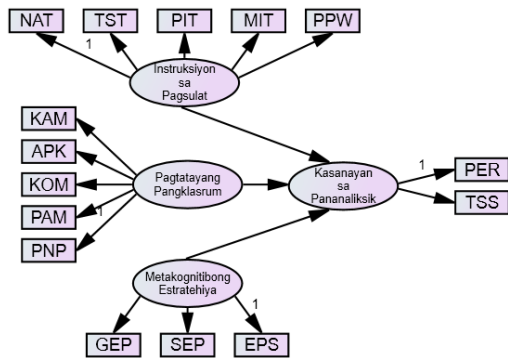 NAT TST PIT MIT PPW
1
Instruksiyon
sa
Pagsulat
KAM
APK
KOM
PAM
1
PNP
Pagtatayang
Pangklasrum
Kasanayan
sa
Pananaliksik
1
PER
TSS
Metakognitibong
Estratehiya
1
GEP SEP EPS